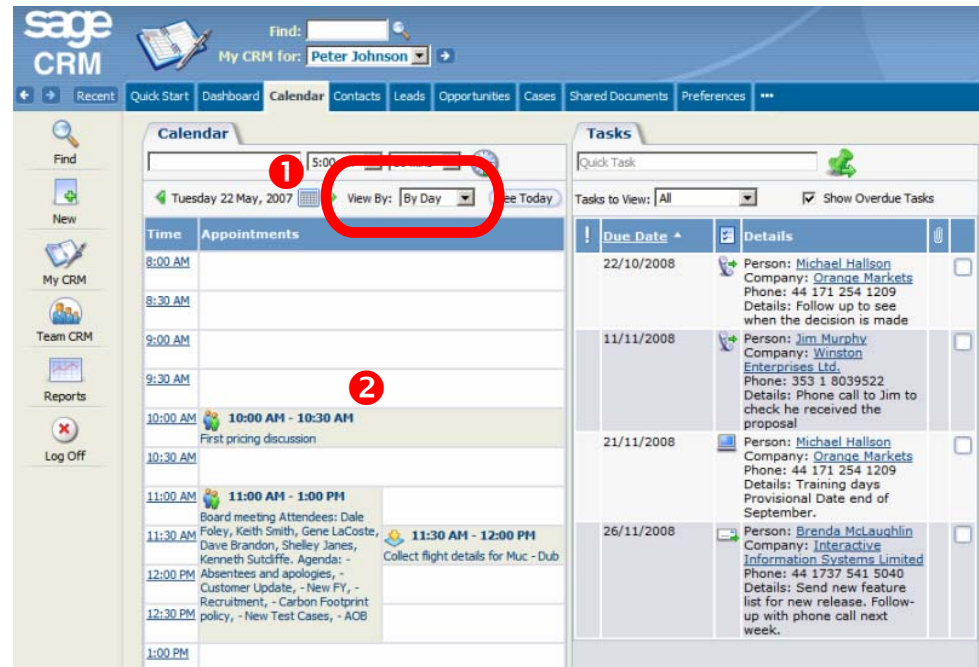 sage
CRM
Find:
My CRM for: Peter Johnson
Recent
Quick Start Dashboard Calendar Contacts Leads Opportunities Cases Shared Documents Preferences •••
Find
New
My CRM
Team CRM
Reports
Log Off
Calendar
5:00
1
Tuesday 22 May, 2007 View By: By Day See Today
Time Appointments
8:00 AM
8:30 AM
9:00 AM
9:30 AM
2
10:00 AM 10:00 AM - 10:30 AM
First pricing discussion
10:30 AM
11:00 AM 11:00 AM - 1:00 PM
Board meeting Attendees: Dale
Foley, Keith Smith, Gene LaCoste,
Dave Brandon, Shelley Janes,
Kenneth Sutcliffe. Agenda: -
Absentees and apologies, -
Customer Update, - New FY, -
Recruitment, - Carbon Footprint
policy, - New Test Cases, - AOB
11:30 AM 11:30 AM - 12:00 PM
Collect flight details for Muc - Dub
12:00 PM
12:30 PM
1:00 PM
Tasks
Quick Task
Tasks to View: All Show Overdue Tasks
! Due Date Details
22/10/2008 Person: Michael Hallson
Company: Orange Markets
Phone: 44 171 254 1209
Details: Follow up to see
when the decision is made
11/11/2008 Person: Jim Murphy
Company: Winston
Enterprises Ltd.
Phone: 353 1 8039522
Details: Phone call to Jim to
check he received the
proposal
21/11/2008 Person: Michael Hallson
Company: Orange Markets
Phone: 44 171 254 1209
Details: Training days
Provisional Date end of
September.
26/11/2008 Person: Brenda McLaughlin
Company: Interactive
Information Systems Limited
Phone: 44 1737 541 5040
Details: Send new feature
list for new release. Follow-
up with phone call next
week.